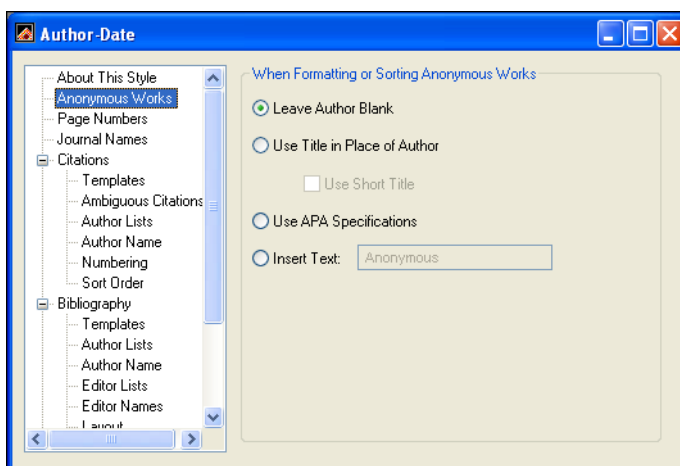 Author-Date
About This Style
Anonymous Works
Page Numbers
Journal Names
Citations
Templates
Ambiguous Citations
Author Lists
Author Name
Numbering
Sort Order
Bibliography
Templates
Author Lists
Author Name
Editor Lists
Editor Names
Layout
When Formatting or Sorting Anonymous Works
Leave Author Blank
Use Title in Place of Author
Use Short Title
Use APA Specifications
Insert Text: Anonymous